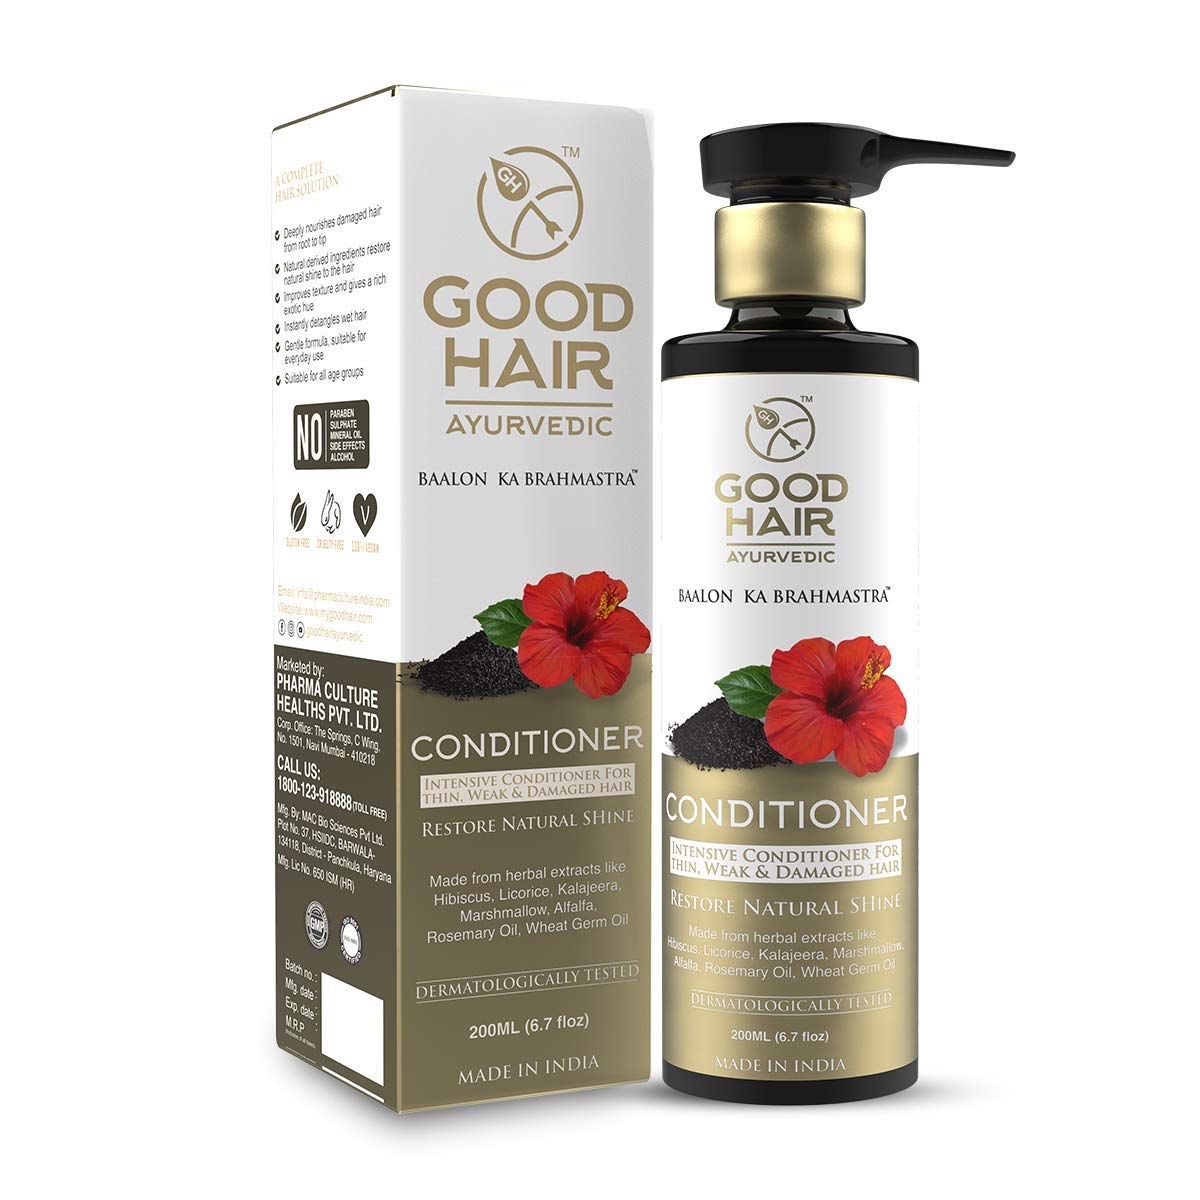 A COMPLETE
HAIR SOLUTION
Deeply nourishes damaged hair
from root to tip
Natural derived ingredients restore
natural shine to the hair
Improves texture and gives a rich
exotic hue
Instantly detangles wet hair
Gentle formula, suitable for
everyday use
Suitable for all age groups
NO
PARABEN
SULPHATE
MINERAL OIL
SIDE EFFECTS
ALCOHOL
GLUTEN FREE
CRUELTY FREE
100% VEGAN
V
Email: info@pharmacultureindia.com
Website: www.mygoodhair.com
goodhairayurvedic
Marketed by:
PHARMA CULTURE
HEALTHS PVT. LTD.
Corp. Office: The Springs, C Wing,
No. 1501, Navi Mumbai - 410218
CALL US:
1800-123-918888 (TOLL FREE)
Mfg. By: MAC Bio Sciences Pvt Ltd.
Plot No. 37, HSIIDC, BARWALA-
134118, District - Panchkula, Haryana
Mfg. Lic No. 650 ISM (HR)
GMP
Batch no. :
Mfg. date :
Exp. date :
M.R.P :
GH
TM
GOOD
HAIR
AYURVEDIC
BAALON KA BRAHMASTRA™
CONDITIONER
INTENSIVE CONDITIONER FOR
THIN, WEAK & DAMAGED HAIR
RESTORE NATURAL SHINE
Made from herbal extracts like
Hibiscus, Licorice, Kalajeera,
Marshmallow, Alfalfa,
Rosemary Oil, Wheat Germ Oil
DERMATOLOGICALLY TESTED
200ML (6.7 floz)
MADE IN INDIA
GH
TM
GOOD
HAIR
AYURVEDIC
BAALON KA BRAHMASTRA™
CONDITIONER
INTENSIVE CONDITIONER FOR
THIN, WEAK & DAMAGED HAIR
RESTORE NATURAL SHINE
Made from herbal extracts like
Hibiscus, Licorice, Kalajeera, Marshmallow,
Alfalfa, Rosemary Oil, Wheat Germ Oil
DERMATOLOGICALLY TESTED
200ML (6.7 floz)
MADE IN INDIA